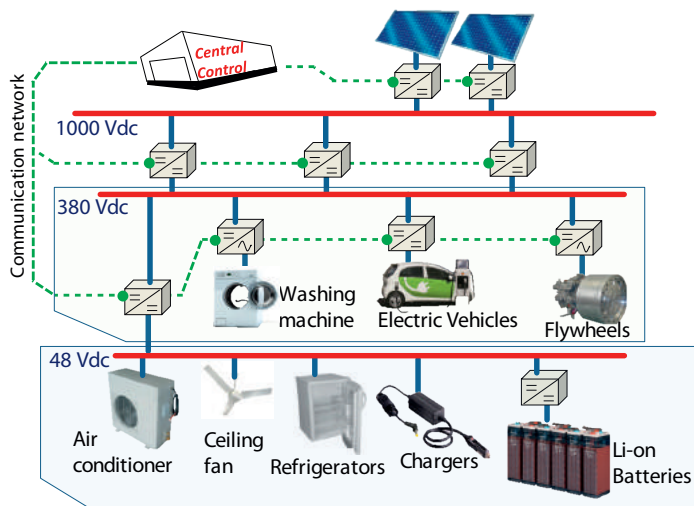 Central
Control
Communication network
1000 Vdc
380 Vdc
Washing
machine
Electric Vehicles
Flywheels
48 Vdc
Air
conditioner
Ceiling
fan
Refrigerators
Chargers
Li-on
Batteries